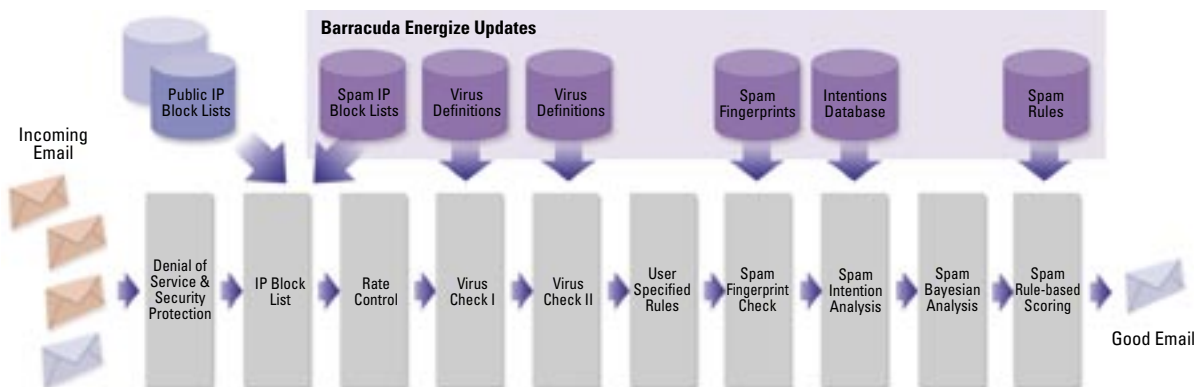 Barracuda Energize Updates
Public IP
Block Lists
Spam IP
Block Lists
Virus
Definitions
Virus
Definitions
Spam
Fingerprints
Intentions
Database
Spam
Rules
Incoming
Email
Denial of
Service &
Security
Protection
IP Block
List
Rate
Control
Virus
Check I
Virus
Check II
User
Specified
Rules
Spam
Fingerprint
Check
Spam
Intention
Analysis
Spam
Bayesian
Analysis
Spam
Rule-based
Scoring
Good Email